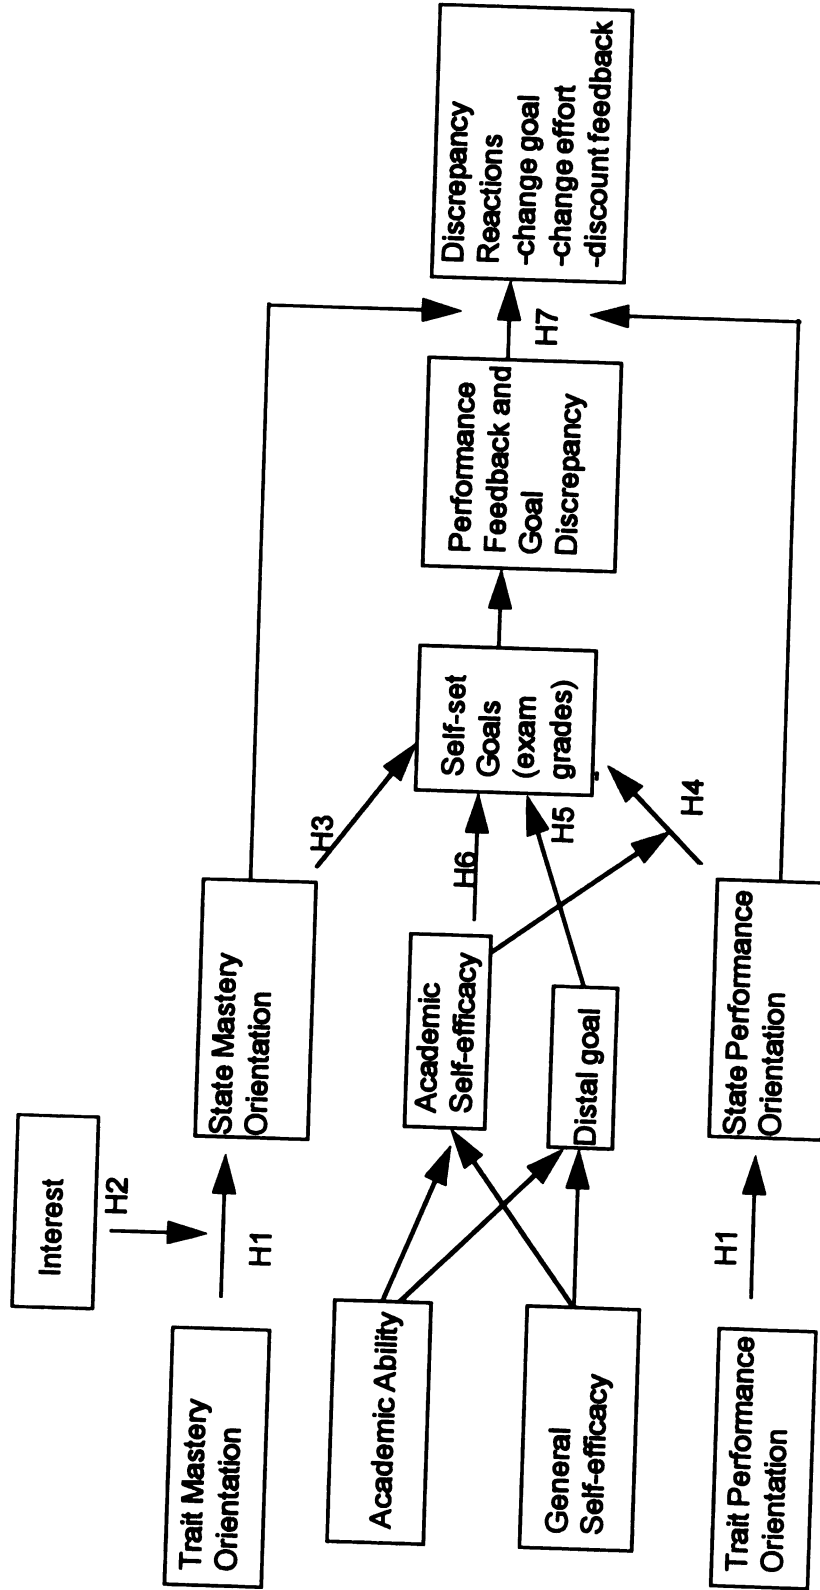 Interest
H2
Trait Mastery
Orientation
H1
State Mastery
Orientation
H3
Academic Ability
General
Self-efficacy
Academic
Self-efficacy
H6
Distal goal
H5
Self-set
Goals
(exam
grades)
Performance
Feedback and
Goal
Discrepancy
H7
Discrepancy
Reactions
-change goal
-change effort
-discount feedback
H4
Trait Performance
Orientation
H1
State Performance
Orientation